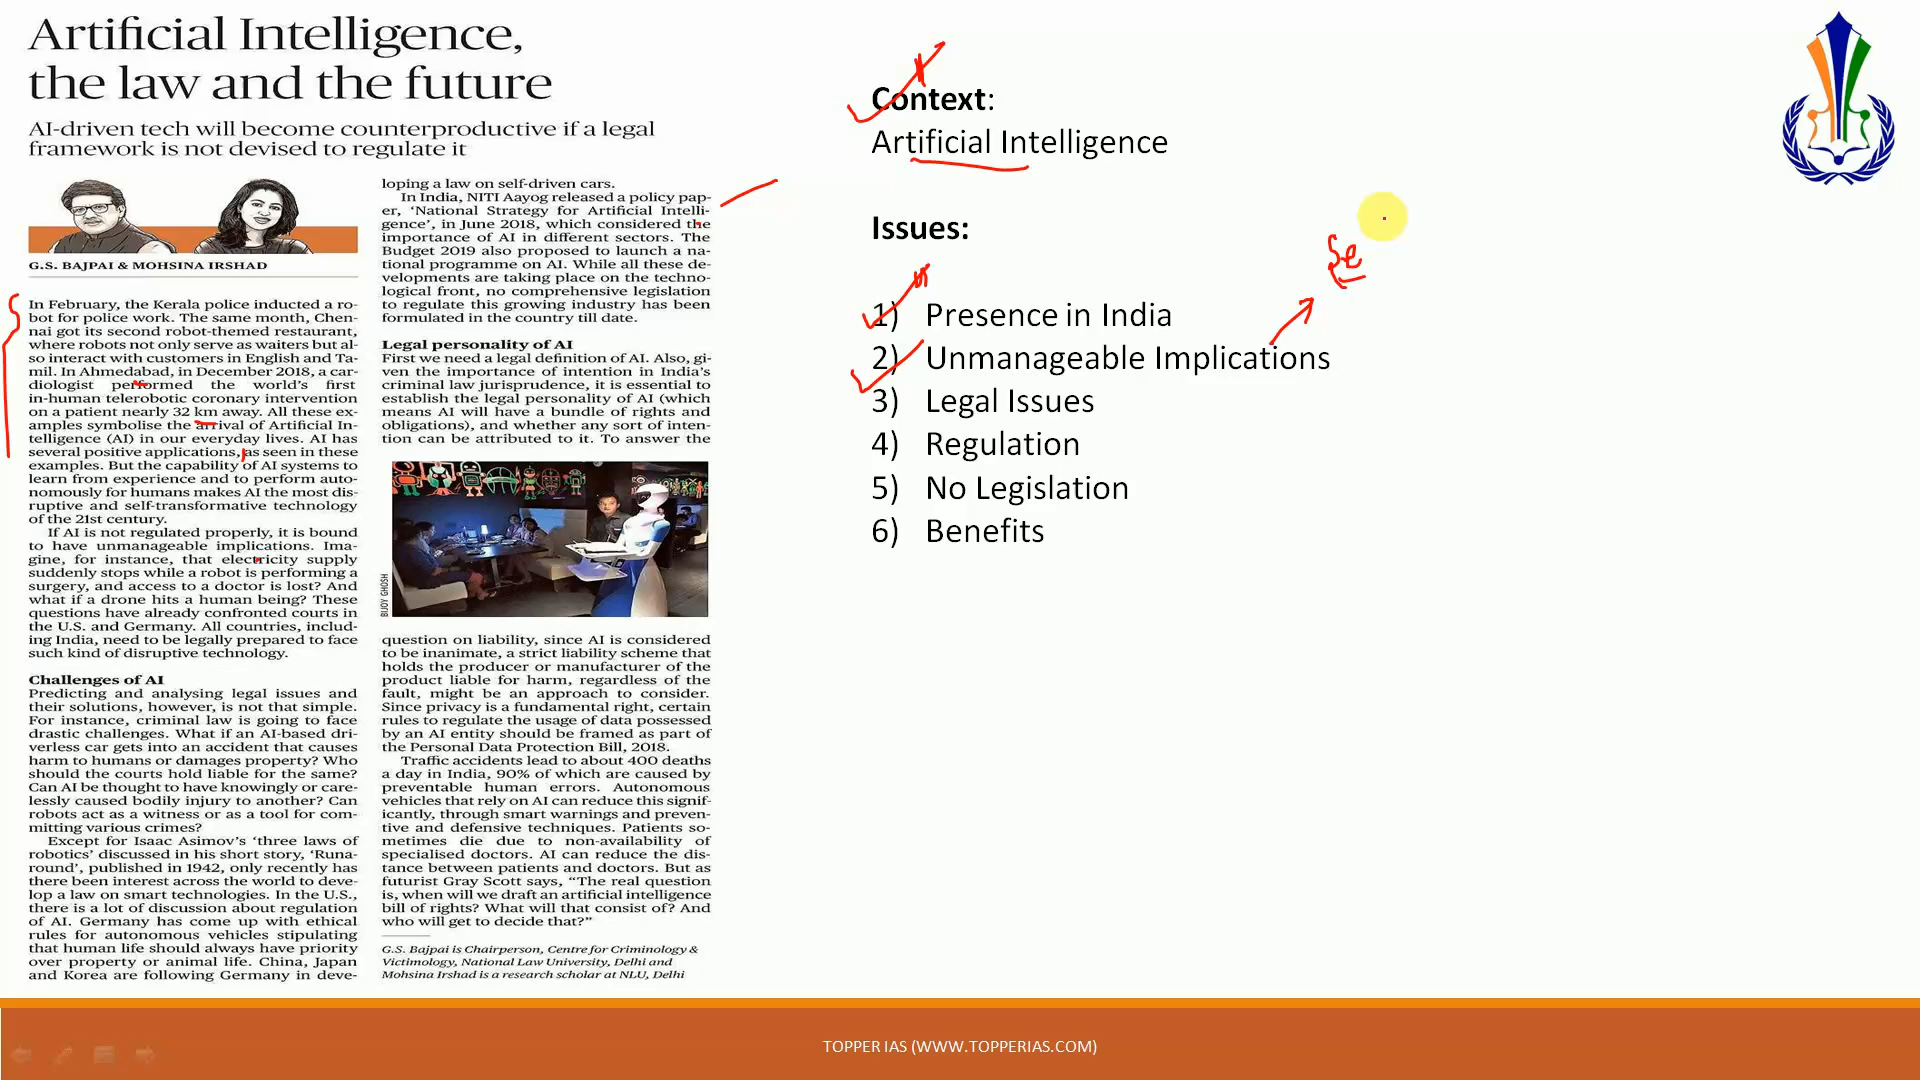 Artificial Intelligence,
the law and the future
AI-driven tech will become counterproductive if a legal
framework is not devised to regulate it
G.S. BAJPAI & MOHSINA IRSHAD
In February, the Kerala police inducted a ro-
bot for police work. The same month, Chen-
nai got its second robot-themed restaurant,
where robots not only serve as waiters but al-
so interact with customers in English and Ta-
mil. In Ahmedabad, in December 2018, a car-
diologist performed the world's first
in-human telerobotic coronary intervention
on a patient nearly 32 km away. All these ex-
amples symbolise the arrival of Artificial In-
telligence (AI) in our everyday lives. AI has
several positive applications, as seen in these
examples. But the capability of AI systems to
learn from experience and to perform auto-
nomously for humans makes AI the most dis-
ruptive and self-transformative technology
of the 21st century.
If AI is not regulated properly, it is bound
to have unmanageable implications. Ima-
gine, for instance, that electricity supply
suddenly stops while a robot is performing a
surgery, and access to a doctor is lost? And
what if a drone hits a human being? These
questions have already confronted courts in
the U.S. and Germany. All countries, includ-
ing India, need to be legally prepared to face
such kind of disruptive technology.
Challenges of AI
Predicting and analysing legal issues and
their solutions, however, is not that simple.
For instance, criminal law is going to face
drastic challenges. What if an AI-based dri-
verless car gets into an accident that causes
harm to humans or damages property? Who
should the courts hold liable for the same?
Can AI be thought to have knowingly or care-
lessly caused bodily injury to another? Can
robots act as a witness or as a tool for com-
mitting various crimes?
Except for Isaac Asimov's 'three laws of
robotics' discussed in his short story, 'Runa-
round', published in 1942, only recently has
there been interest across the world to deve-
lop a law on smart technologies. In the U.S.,
there is a lot of discussion about regulation
of AI. Germany has come up with ethical
rules for autonomous vehicles stipulating
that human life should always have priority
over property or animal life. China, Japan
and Korea are following Germany in deve-
loping a law on self-driven cars.
In India, NITI Aayog released a policy pap-
er, 'National Strategy for Artificial Intelli-
gence', in June 2018, which considered the
importance of AI in different sectors. The
Budget 2019 also proposed to launch a na-
tional programme on AI. While all these de-
velopments are taking place on the techno-
logical front, no comprehensive legislation
to regulate this growing industry has been
formulated in the country till date.
Legal personality of AI
First we need a legal definition of AI. Also, gi-
ven the importance of intention in India's
criminal law jurisprudence, it is essential to
establish the legal personality of AI (which
means AI will have a bundle of rights and
obligations), and whether any sort of inten-
tion can be attributed to it. To answer the
BIJOY GHOSH
question on liability, since AI is considered
to be inanimate, a strict liability scheme that
holds the producer or manufacturer of the
product liable for harm, regardless of the
fault, might be an approach to consider.
Since privacy is a fundamental right, certain
rules to regulate the usage of data possessed
by an AI entity should be framed as part of
the Personal Data Protection Bill, 2018.
Traffic accidents lead to about 400 deaths
a day in India, 90% of which are caused by
preventable human errors. Autonomous
vehicles that rely on AI can reduce this signif-
icantly, through smart warnings and preven-
tive and defensive techniques. Patients so-
metimes die due to non-availability of
specialised doctors. AI can reduce the dis-
tance between patients and doctors. But as
futurist Gray Scott says, "The real question
is, when will we draft an artificial intelligence
bill of rights? What will that consist of? And
who will get to decide that?"
G.S. Bajpai is Chairperson, Centre for Criminology &
Victimology, National Law University, Delhi and
Mohsina Irshad is a research scholar at NLU, Delhi
Context:
Artificial Intelligence
Issues:
Se
1) Presence in India
2) Unmanageable Implications
3) Legal Issues
4) Regulation
5) No Legislation
6) Benefits
TOPPER IAS (WWW.TOPPERIAS.COM)